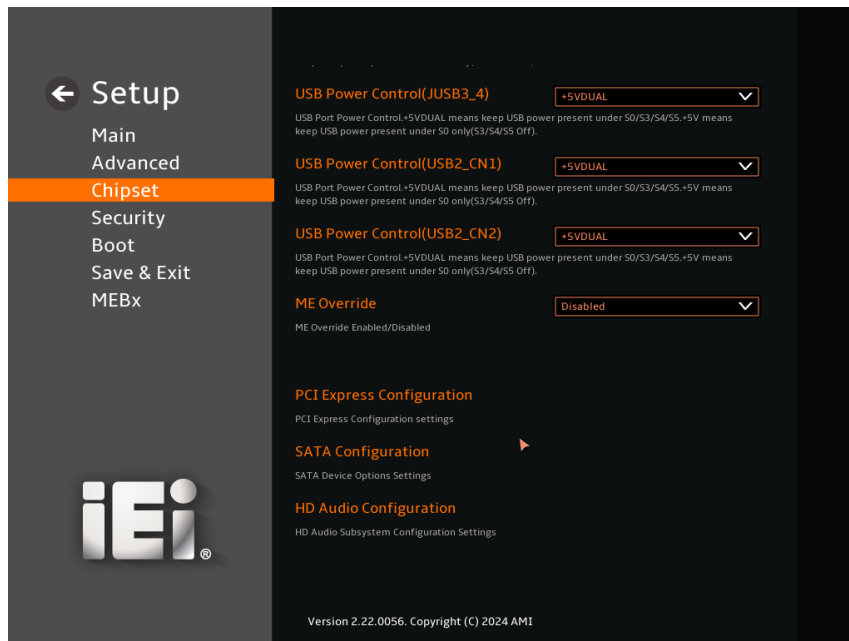 Setup
Main
Advanced
Chipset
Security
Boot
Save & Exit
MEBx
iEi®
USB Power Control(JUSB3_4)
+5VDUAL
USB Port Power Control.+5VDUAL means keep USB power present under S0/S3/S4/S5.+5V means
keep USB power present under S0 only(S3/S4/S5 Off).
USB Power Control(USB2_CN1)
+5VDUAL
USB Port Power Control.+5VDUAL means keep USB power present under S0/S3/S4/S5.+5V means
keep USB power present under S0 only(S3/S4/S5 Off).
USB Power Control(USB2_CN2)
+5VDUAL
USB Port Power Control.+5VDUAL means keep USB power present under S0/S3/S4/S5.+5V means
keep USB power present under S0 only(S3/S4/S5 Off).
ME Override
Disabled
ME Override Enabled/Disabled
PCI Express Configuration
PCI Express Configuration settings
SATA Configuration
SATA Device Options Settings
HD Audio Configuration
HD Audio Subsystem Configuration Settings
Version 2.22.0056. Copyright (C) 2024 AMI